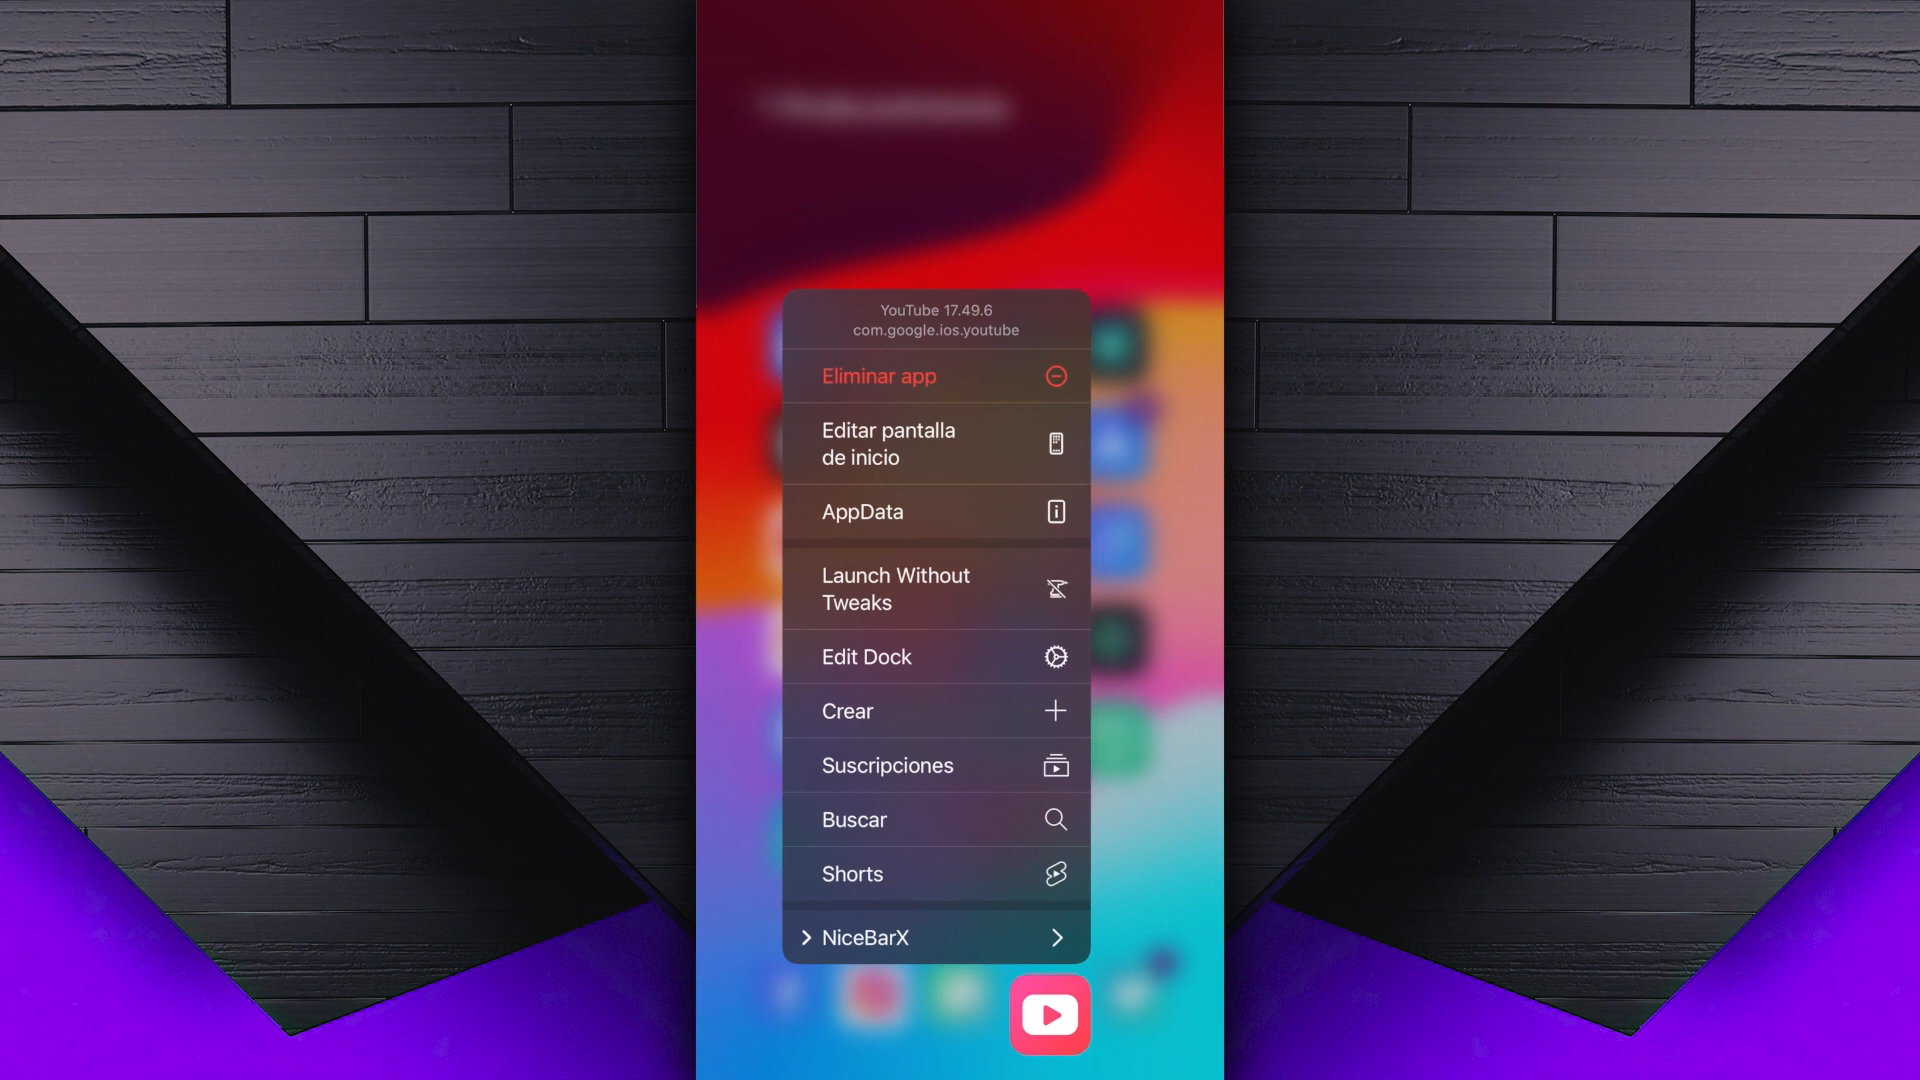 YouTube 17.49.6
com.google.ios.youtube
Eliminar app
Editar pantalla
de inicio
AppData
Launch Without
Tweaks
Edit Dock
Crear
Suscripciones
Buscar
Shorts
NiceBarX